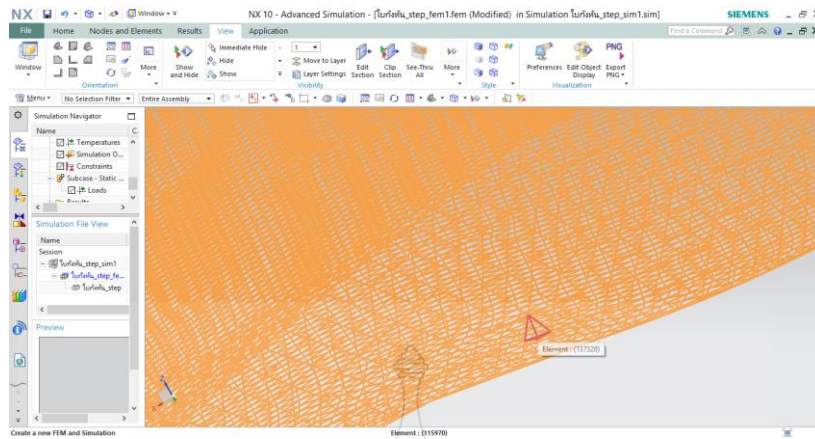 NX Window NX 10 - Advanced Simulation - [ใบกังหัน_step_fem1.fem (Modified) in Simulation ใบกังหัน_step_sim1.sim] SIEMENS
File Home Nodes and Elements Results View Application Find a Command
Window More Show and Hide Immediate Hide Hide Show 1 Move to Layer Layer Settings Edit Section Clip Section See-Thru All More Preferences Edit Object Display PNG Export PNG
Orientation Visibility Style Visualization
Menu No Selection Filter Entire Assembly
Simulation Navigator
Name C.
Temperatures
Simulation O...
Constraints
Subcase - Static ...
Loads
Results
Simulation File View
Name
Session
ใบกังหัน_step_sim1
ใบกังหัน_step_fe...
ใบกังหัน_step
Preview
Element : (137328)
Z
X
Create a new FEM and Simulation Element : (115970)